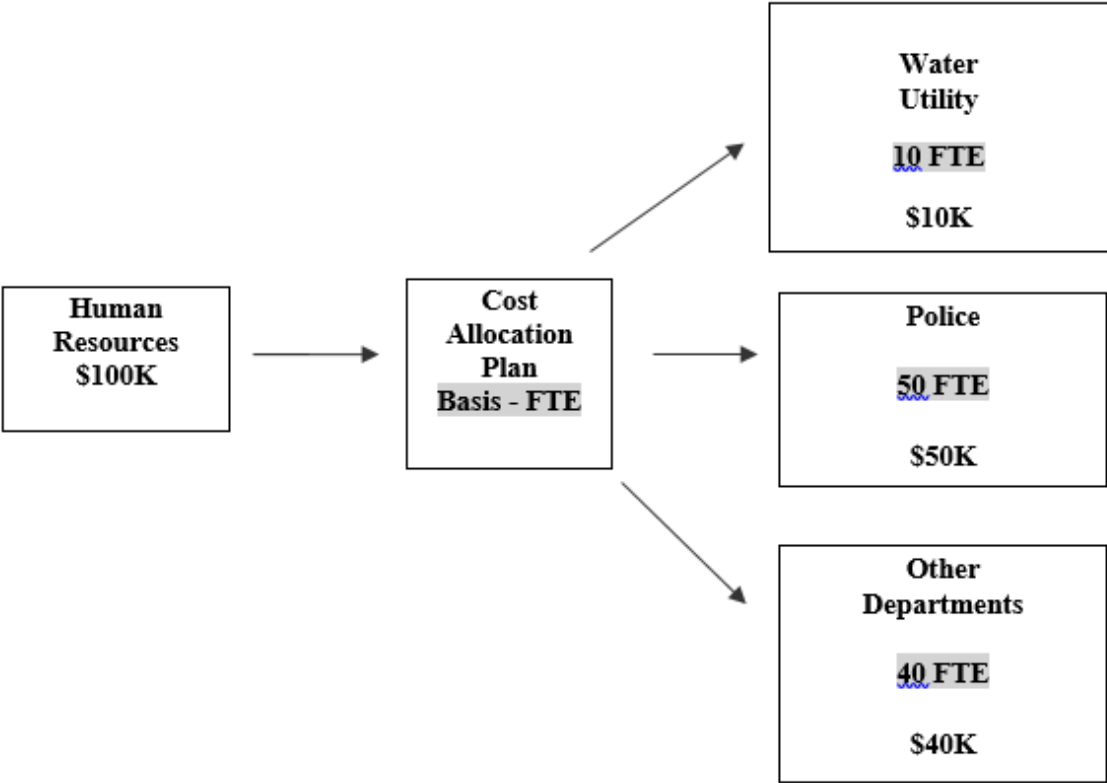 Human
Resources
$100K
Cost
Allocation
Plan
Basis - FTE
Water
Utility
10 FTE
$10K
Police
50 FTE
$50K
Other
Departments
40 FTE
$40K